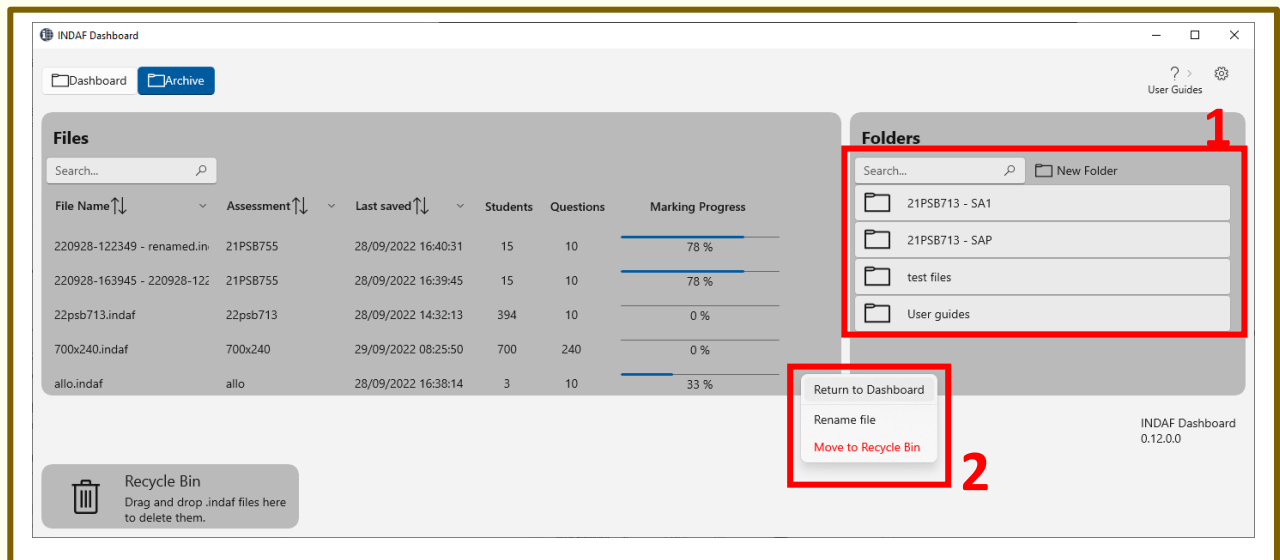 INDAF Dashboard
Dashboard
Archive
?
User Guides
Files
Search...
File Name
Assessment
Last saved
Students
Questions
Marking Progress
220928-122349 - renamed.in
21PSB755
28/09/2022 16:40:31
15
10
78 %
220928-163945 - 220928-122
21PSB755
28/09/2022 16:39:45
15
10
78 %
22psb713.indaf
22psb713
28/09/2022 14:32:13
394
10
0 %
700x240.indaf
700x240
29/09/2022 08:25:50
700
240
0 %
allo.indaf
allo
28/09/2022 16:38:14
3
10
33 %
Folders
1
Search...
New Folder
21PSB713 - SA1
21PSB713 - SAP
test files
User guides
Return to Dashboard
Rename file
Move to Recycle Bin
2
INDAF Dashboard
0.12.0.0
Recycle Bin
Drag and drop .indaf files here
to delete them.